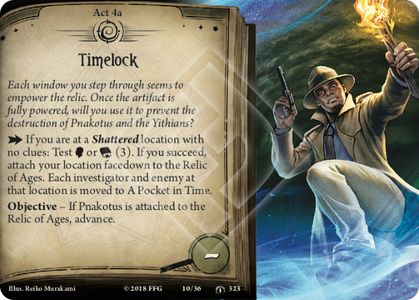 Act 4a
Timelock
Each window you step through seems to
empower the relic. Once the artifact is
fully powered, will you use it to prevent the
destruction of Pnakotus and the Yithians?
If you are at a Shattered location with
no clues: Test or (3). If you succeed,
attach your location facedown to the Relic
of Ages. Each investigator and enemy at
that location is moved to A Pocket in Time.
Objective – If Pnakotus is attached to the
Relic of Ages, advance.
–
Illus. Reiko Murakami © 2018 FFG 10/36 323